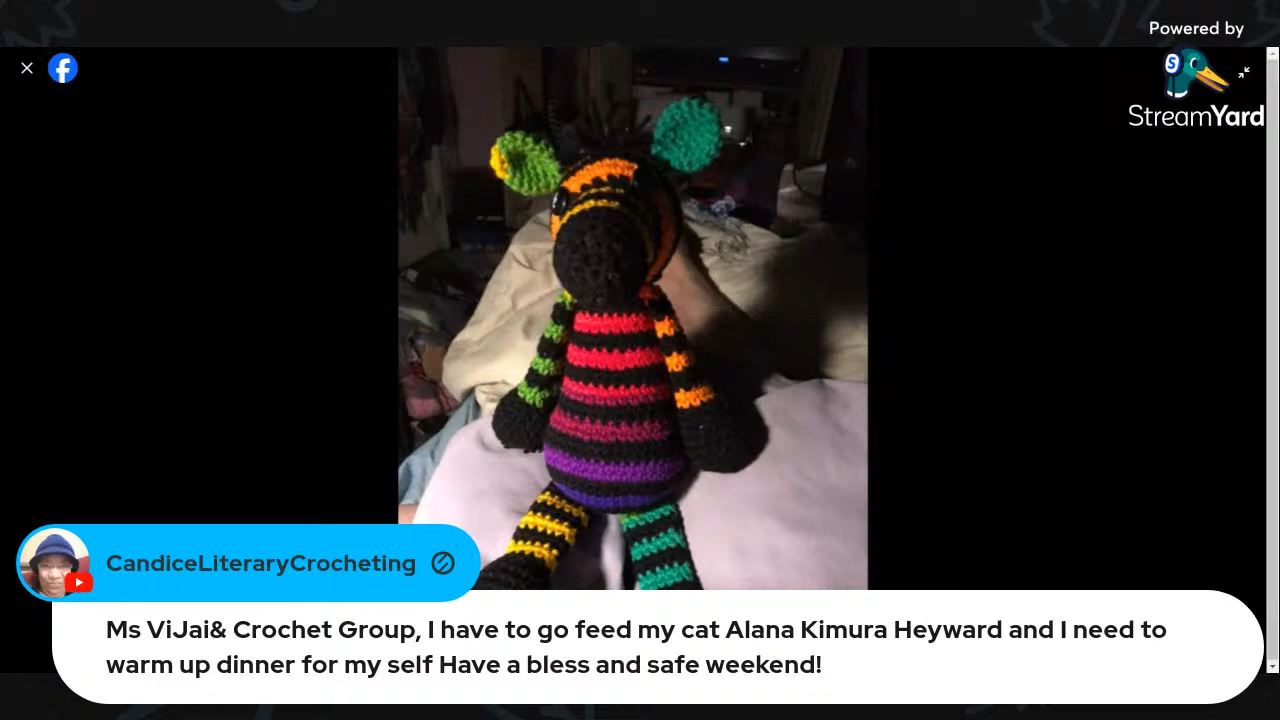 Powered by
StreamYard
CandiceLiteraryCrocheting
Ms ViJai& Crochet Group, I have to go feed my cat Alana Kimura Heyward and I need to
warm up dinner for my self Have a bless and safe weekend!